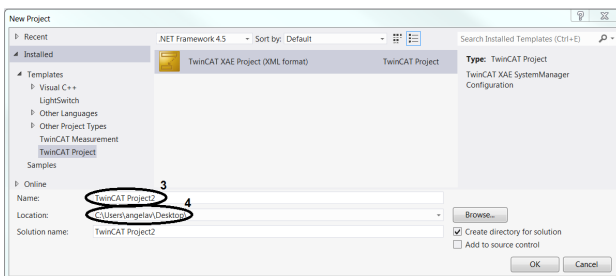 New Project
Recent
.NET Framework 4.5 Sort by: Default Search Installed Templates (Ctrl+E)
Installed
TwinCAT XAE Project (XML format) TwinCAT Project
Type: TwinCAT Project
TwinCAT XAE SystemManager
Configuration
Templates
Visual C++
LightSwitch
Other Languages
Other Project Types
TwinCAT Measurement
TwinCAT Project
Samples
Online
3
Name: TwinCAT Project2
4
Location: C:\Users\angelav\Desktop\ Browse...
Solution name: TwinCAT Project2 Create directory for solution
Add to source control
OK Cancel